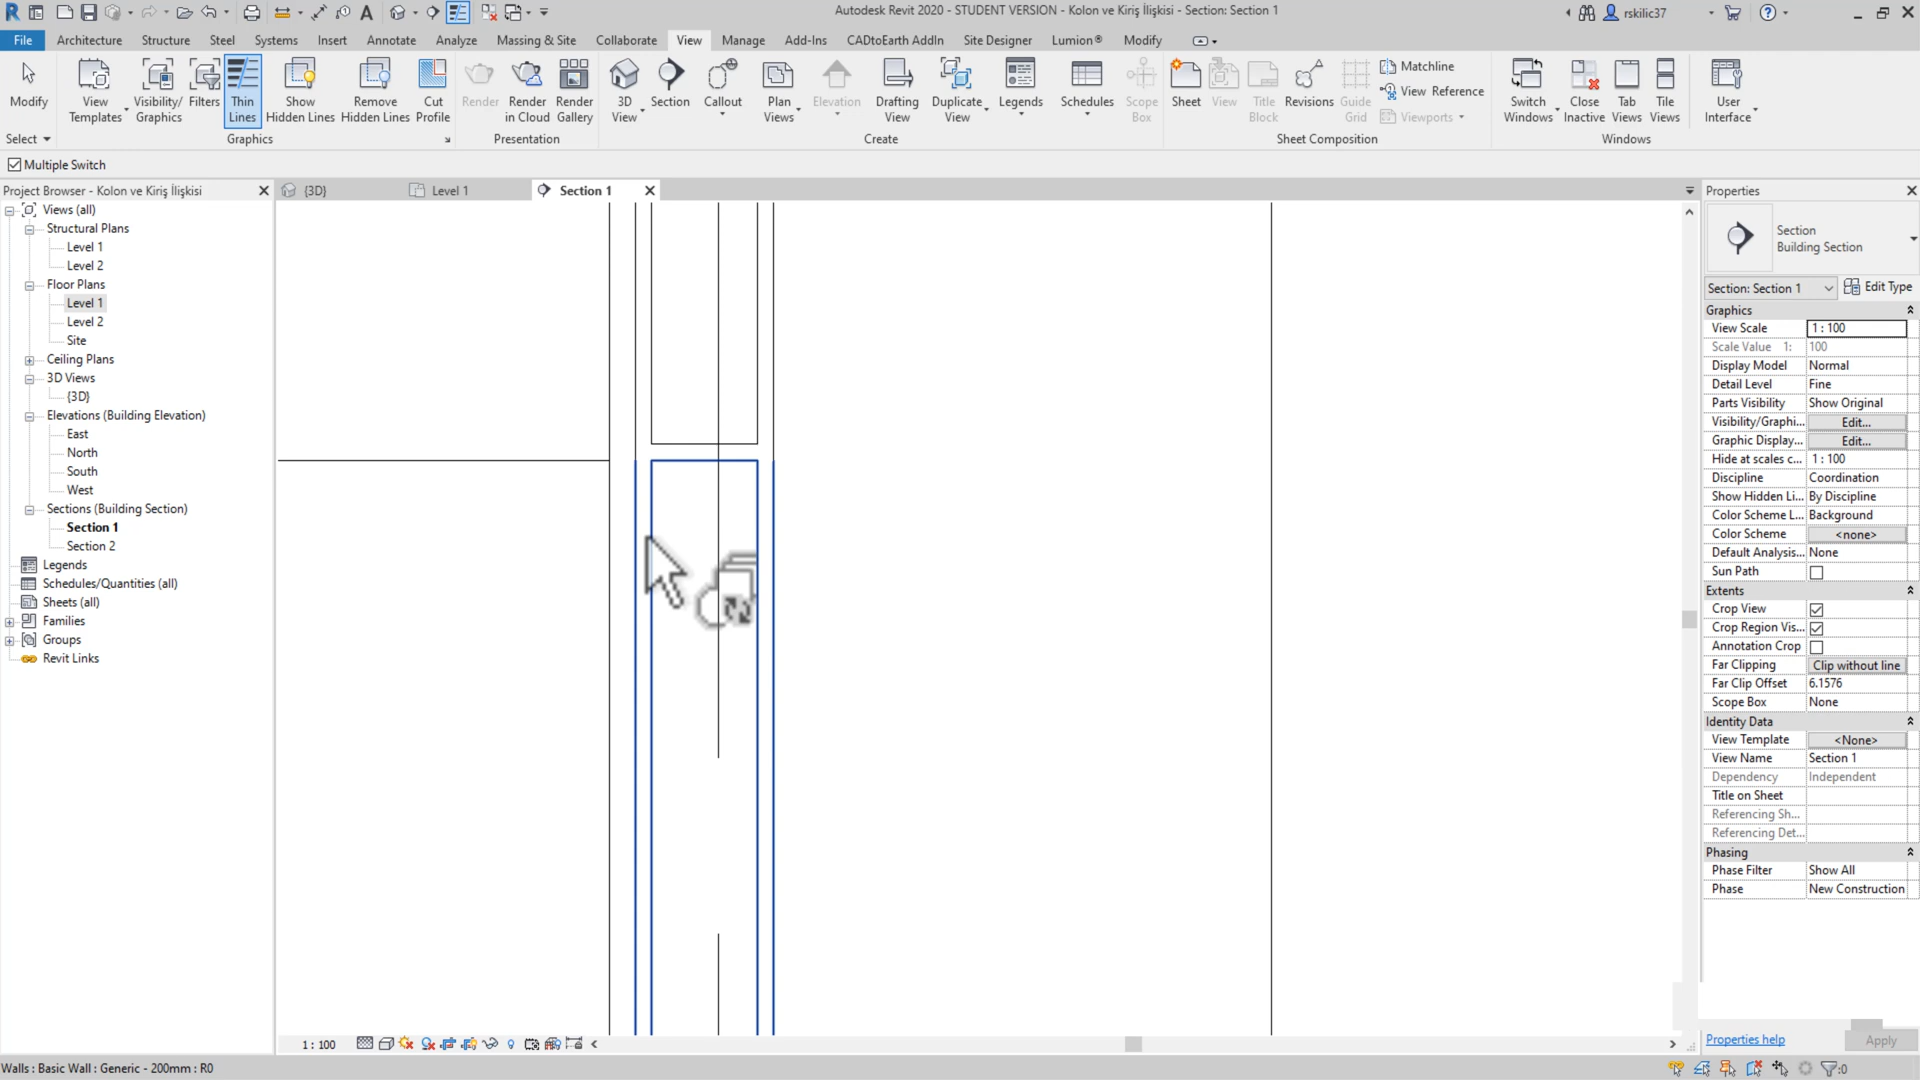 Autodesk Revit 2020 - STUDENT VERSION - Kolon ve Kiriş İlişkisi - Section: Section 1
rskilic37
File Architecture Structure Steel Systems Insert Annotate Analyze Massing & Site Collaborate View Manage Add-Ins CADtoEarth AddIn Site Designer Lumion® Modify
Modify
View Templates
Visibility/ Graphics
Filters
Thin Lines
Show Hidden Lines
Remove Hidden Lines
Cut Profile
Render
Render in Cloud
Render Gallery
3D View
Section
Callout
Plan Views
Elevation
Drafting View
Duplicate View
Legends
Schedules
Scope Box
Sheet
View
Title Block
Revisions
Guide Grid
Matchline
View Reference
Viewports
Switch Windows
Close Inactive
Tab Views
Tile Views
User Interface
Select
Graphics
Presentation
Create
Sheet Composition
Windows
Multiple Switch
Project Browser - Kolon ve Kiriş İlişkisi
{3D}
Level 1
Section 1
Views (all)
Structural Plans
Level 1
Level 2
Floor Plans
Level 1
Level 2
Site
Ceiling Plans
3D Views
{3D}
Elevations (Building Elevation)
East
North
South
West
Sections (Building Section)
Section 1
Section 2
Legends
Schedules/Quantities (all)
Sheets (all)
Families
Groups
Revit Links
Properties
Section
Building Section
Section: Section 1
Edit Type
Graphics
View Scale 1 : 100
Scale Value 1: 100
Display Model Normal
Detail Level Fine
Parts Visibility Show Original
Visibility/Graphi... Edit...
Graphic Display... Edit...
Hide at scales c... 1 : 100
Discipline Coordination
Show Hidden Li... By Discipline
Color Scheme L... Background
Color Scheme <none>
Default Analysis... None
Sun Path
Extents
Crop View
Crop Region Vis...
Annotation Crop
Far Clipping Clip without line
Far Clip Offset 6.1576
Scope Box None
Identity Data
View Template <None>
View Name Section 1
Dependency Independent
Title on Sheet
Referencing Sh...
Referencing Det...
Phasing
Phase Filter Show All
Phase New Construction
Properties help
Apply
1 : 100
Walls : Basic Wall : Generic - 200mm : R0
:0